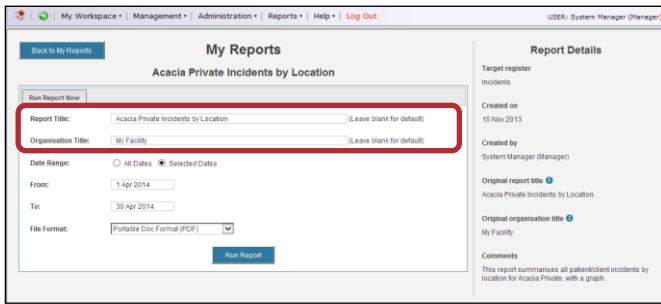 My Workspace Management Administration Reports Help Log Out USER: System Manager (Manager)
Back to My Reports
My Reports
Acacia Private Incidents by Location
Run Report Now
Report Title: Acacia Private Incidents by Location (Leave blank for default)
Organisation Title: My Facility (Leave blank for default)
Date Range: All Dates Selected Dates
From: 1 Apr 2014
To: 30 Apr 2014
File Format: Portable Doc Format (PDF)
Run Report
Report Details
Target register
Incidents
Created on
15 Nov 2013
Created by
System Manager (Manager)
Original report title
Acacia Private Incidents by Location
Original organisation title
My Facility
Comments
This report summarises all patient/client incidents by
location for Acacia Private, with a graph.